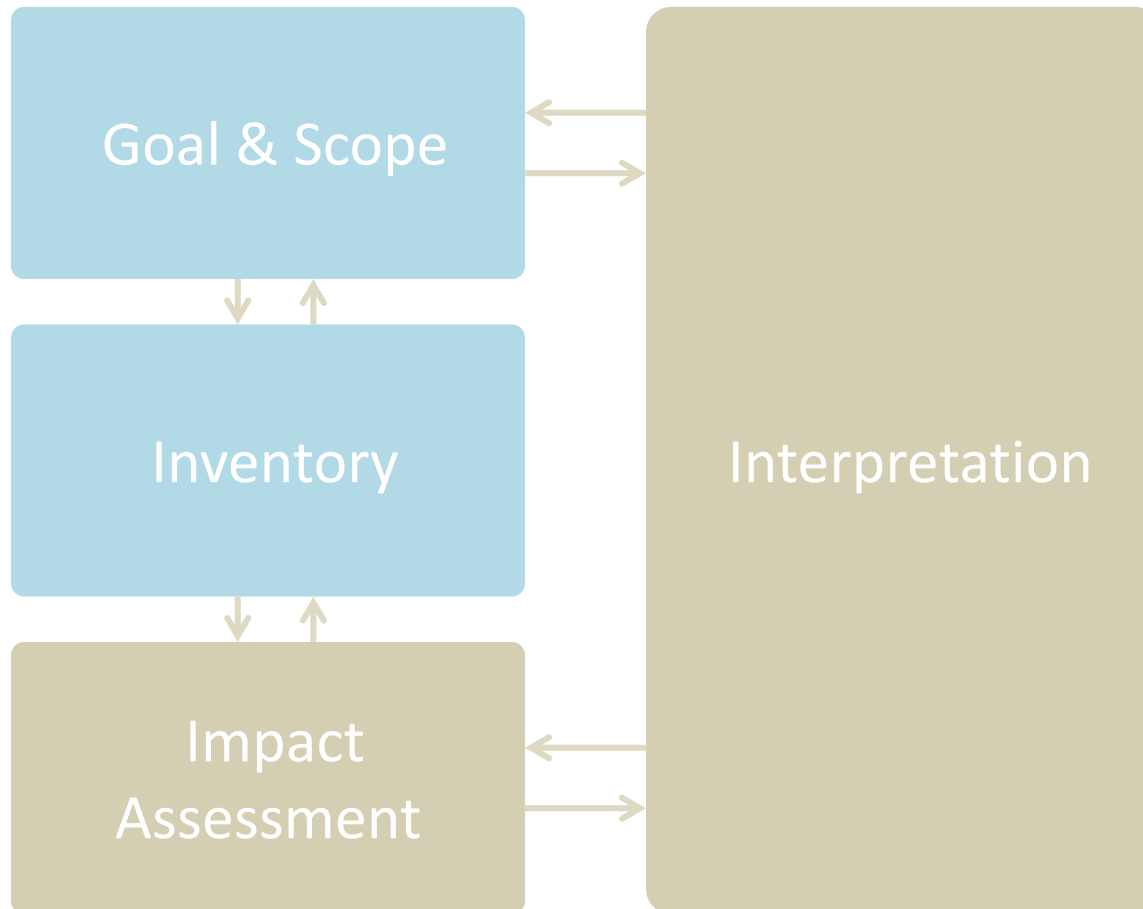 Goal & Scope
Inventory
Interpretation
Impact
Assessment